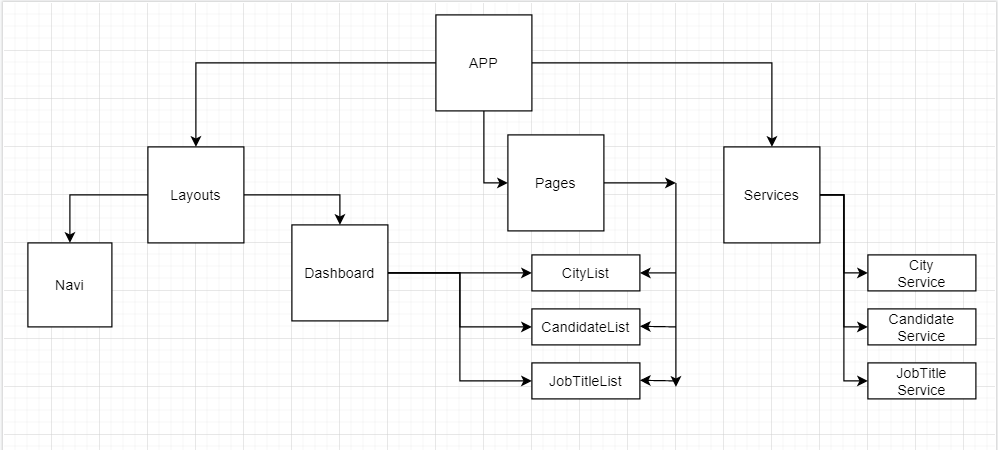 APP
Pages
Layouts
Services
Dashboard
Navi
CityList
City
Service
CandidateList
Candidate
Service
JobTitleList
JobTitle
Service